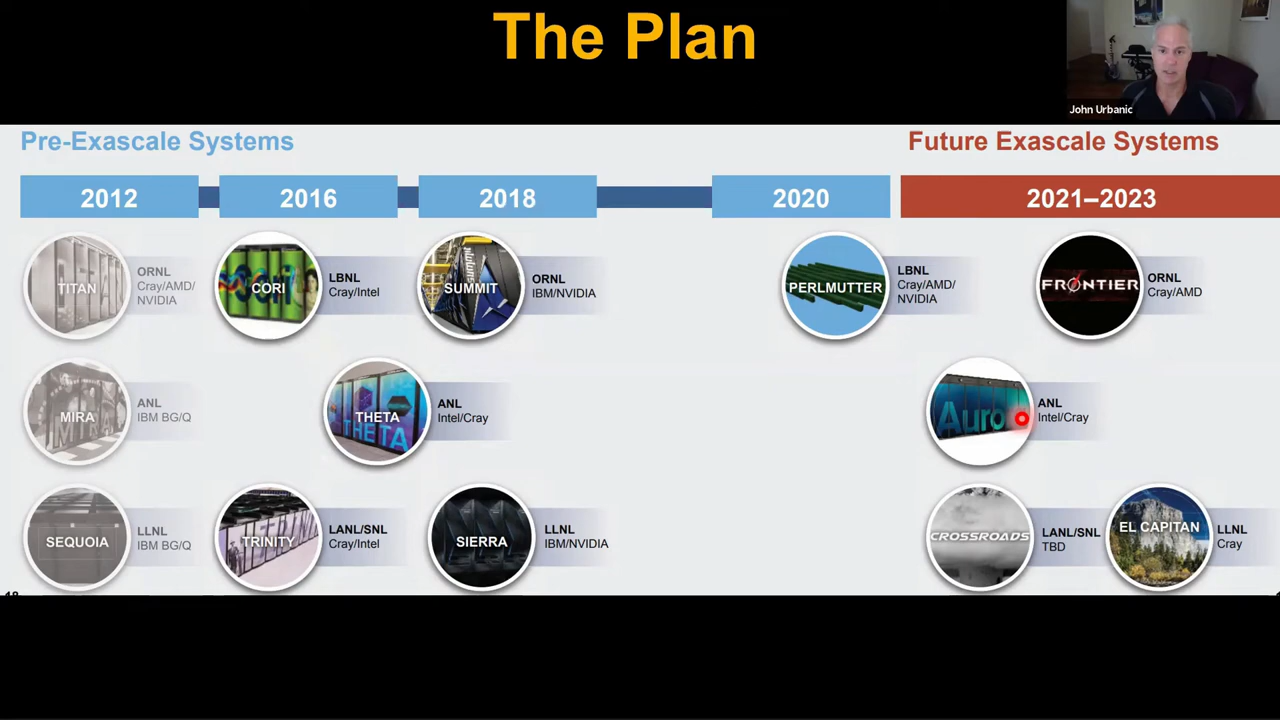 The Plan
John Urbanic
Pre-Exascale Systems
Future Exascale Systems
2012
2016
2018
2020
2021–2023
TITAN
ORNL
Cray/AMD/
NVIDIA
CORI
LBNL
Cray/Intel
SUMMIT
ORNL
IBM/NVIDIA
PERLMUTTER
LBNL
Cray/AMD/
NVIDIA
FRONTIER
ORNL
Cray/AMD
MIRA
ANL
IBM BG/Q
THETA
THETA
ANL
Intel/Cray
Auro
ANL
Intel/Cray
SEQUOIA
LLNL
IBM BG/Q
TRINITY
LANL/SNL
Cray/Intel
SIERRA
LLNL
IBM/NVIDIA
CROSSROADS
LANL/SNL
TBD
EL CAPITAN
LLNL
Cray